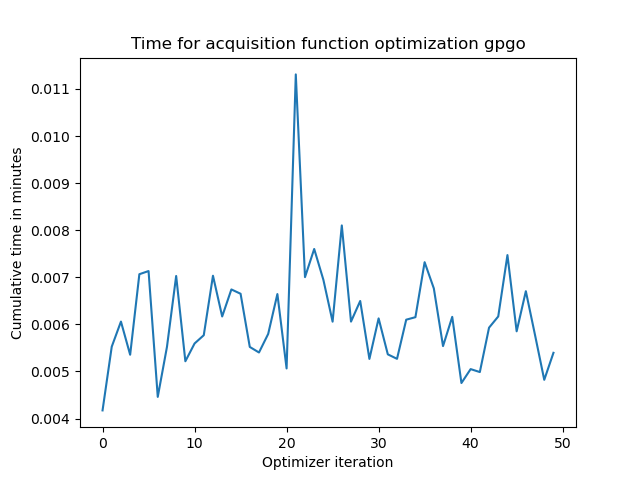 Time for acquisition function optimization gpgo
Cumulative time in minutes
0.011
0.010
0.009
0.008
0.007
0.006
0.005
0.004
0 10 20 30 40 50
Optimizer iteration